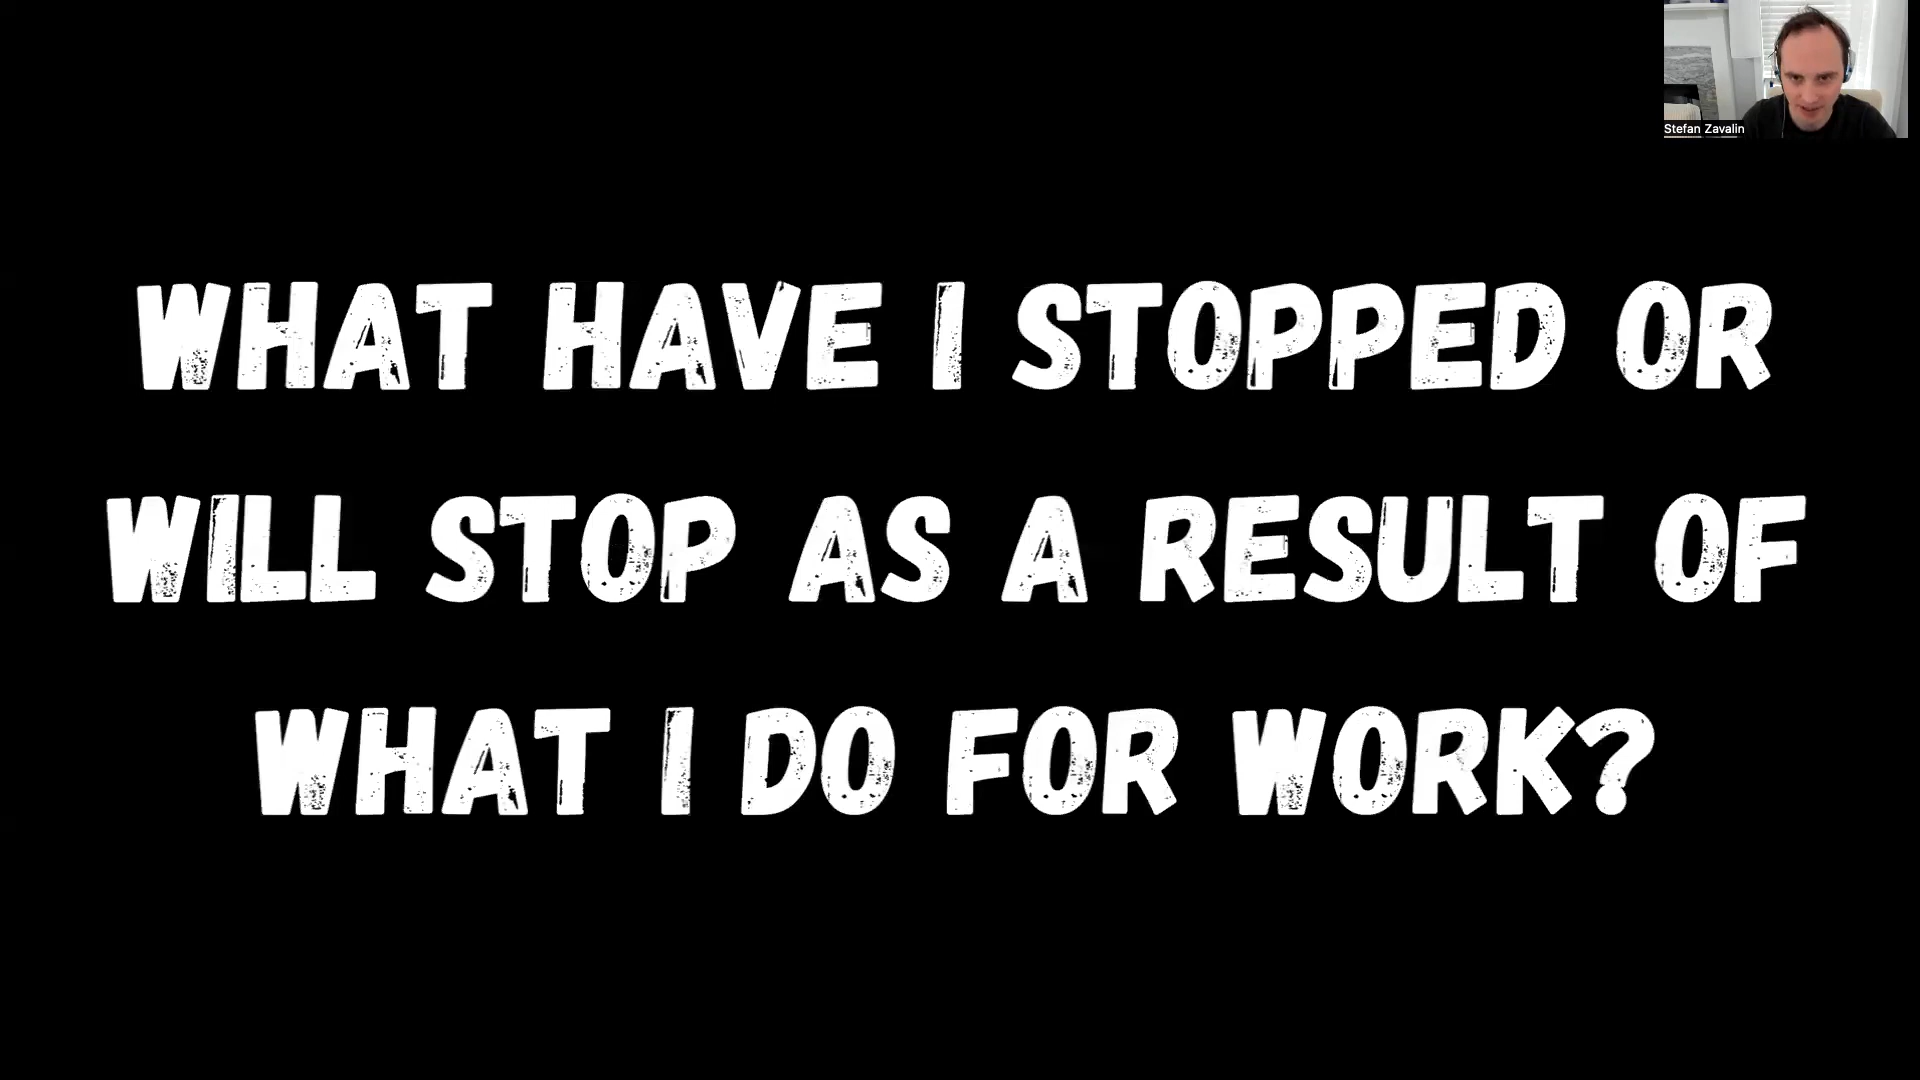 Stefan Zavalin
WHAT HAVE I STOPPED OR
WILL STOP AS A RESULT OF
WHAT I DO FOR WORK?